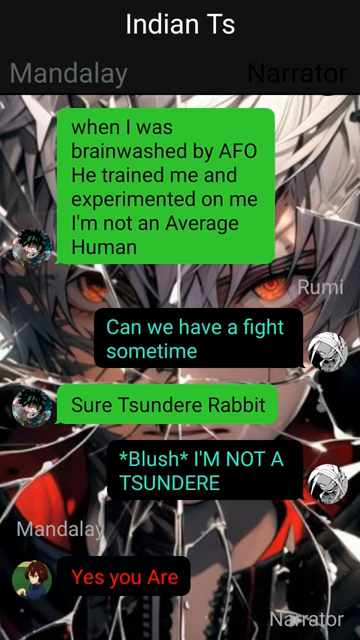 Indian Ts
Mandalay
Narrator
when I was
brainwashed by AFO
He trained me and
experimented on me
I'm not an Average
Human
Rumi
Can we have a fight
sometime
Sure Tsundere Rabbit
*Blush* I'M NOT A
TSUNDERE
Mandalay
Yes you Are
Narrator